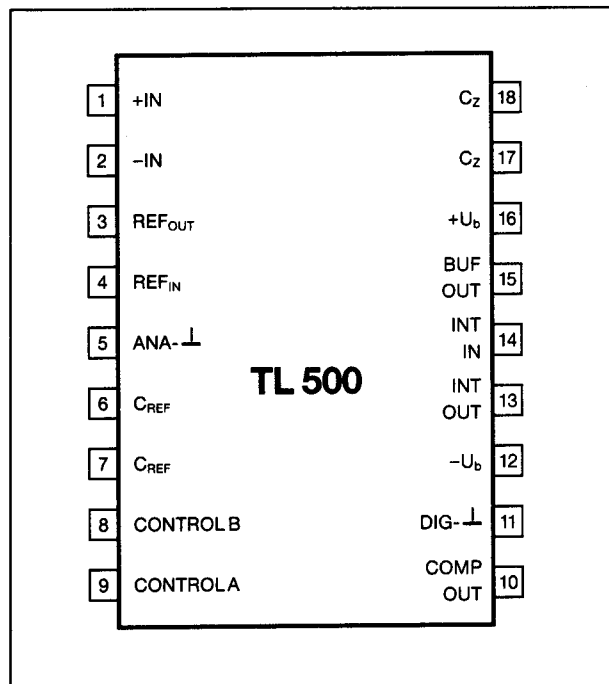 1 +IN
2 −IN
3 REFOUT
4 REFIN
5 ANA-⊥
6 CREF
7 CREF
8 CONTROL B
9 CONTROL A
TL 500
CZ 18
CZ 17
+Ub 16
BUF
OUT 15
INT
IN 14
INT
OUT 13
−Ub 12
DIG-⊥ 11
COMP
OUT 10